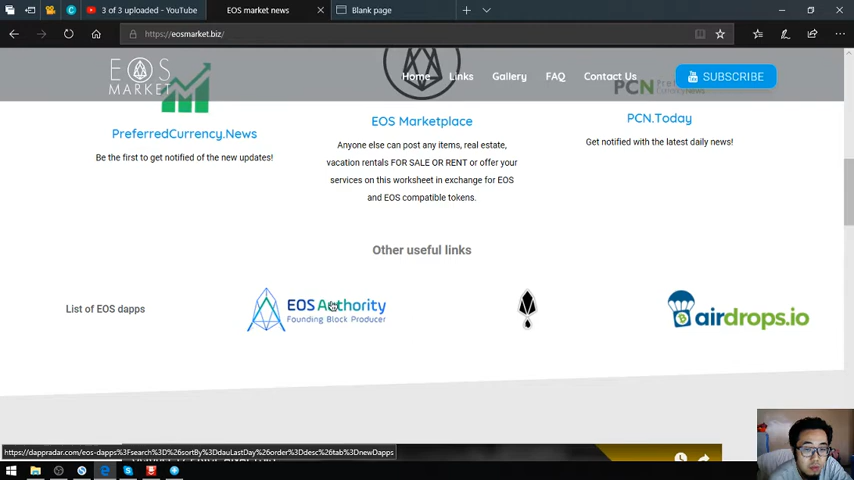 3 of 3 uploaded - YouTube
EOS market news
Blank page
https://eosmarket.biz/
EOS
MARKET
Home
Links
Gallery
FAQ
Contact Us
SUBSCRIBE
PCN
PreferredCurrency.News
Be the first to get notified of the new updates!
EOS Marketplace
Anyone else can post any items, real estate,
vacation rentals FOR SALE OR RENT or offer your
services on this worksheet in exchange for EOS
and EOS compatible tokens.
PCN.Today
Get notified with the latest daily news!
Other useful links
List of EOS dapps
EOS Authority
Founding Block Producer
airdrops.io
https://dappradar.com/eos-dapps%3Fsearch%3D%26sortBy%3DdauLastDay%26order%3Ddesc%26tab%3DnewDapps